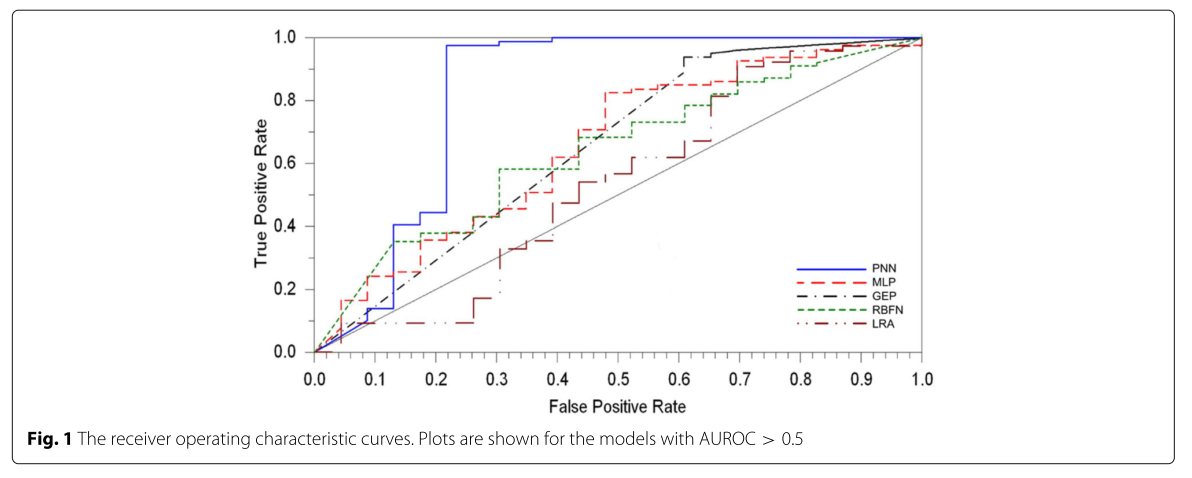 1.0
0.8
0.6
0.4
0.2
0.0
True Positive Rate
PNN
MLP
GEP
RBFN
LRA
0.0 0.1 0.2 0.3 0.4 0.5 0.6 0.7 0.8 0.9 1.0
False Positive Rate
Fig. 1 The receiver operating characteristic curves. Plots are shown for the models with AUROC > 0.5